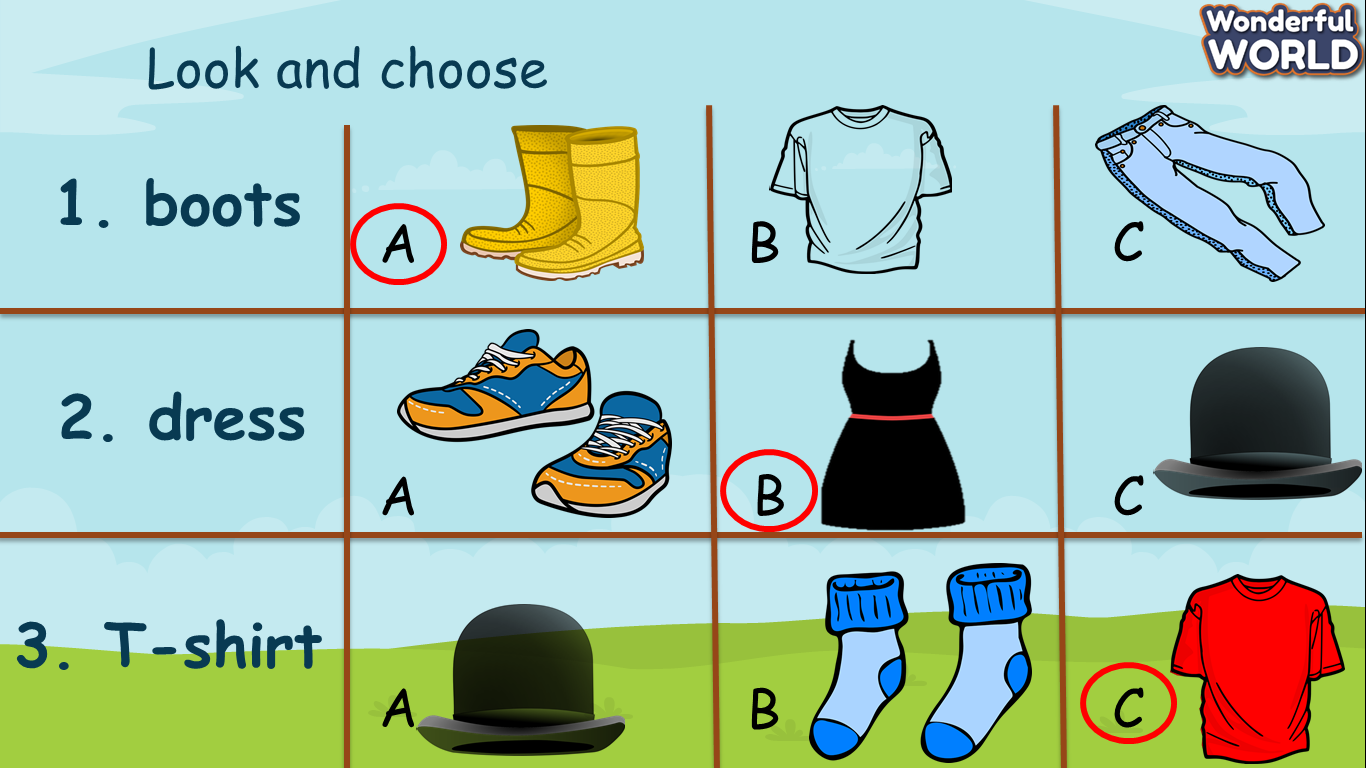 Wonderful
WORLD
Look and choose
1. boots
A
B
C
2. dress
A
B
C
3. T-shirt
A
B
C